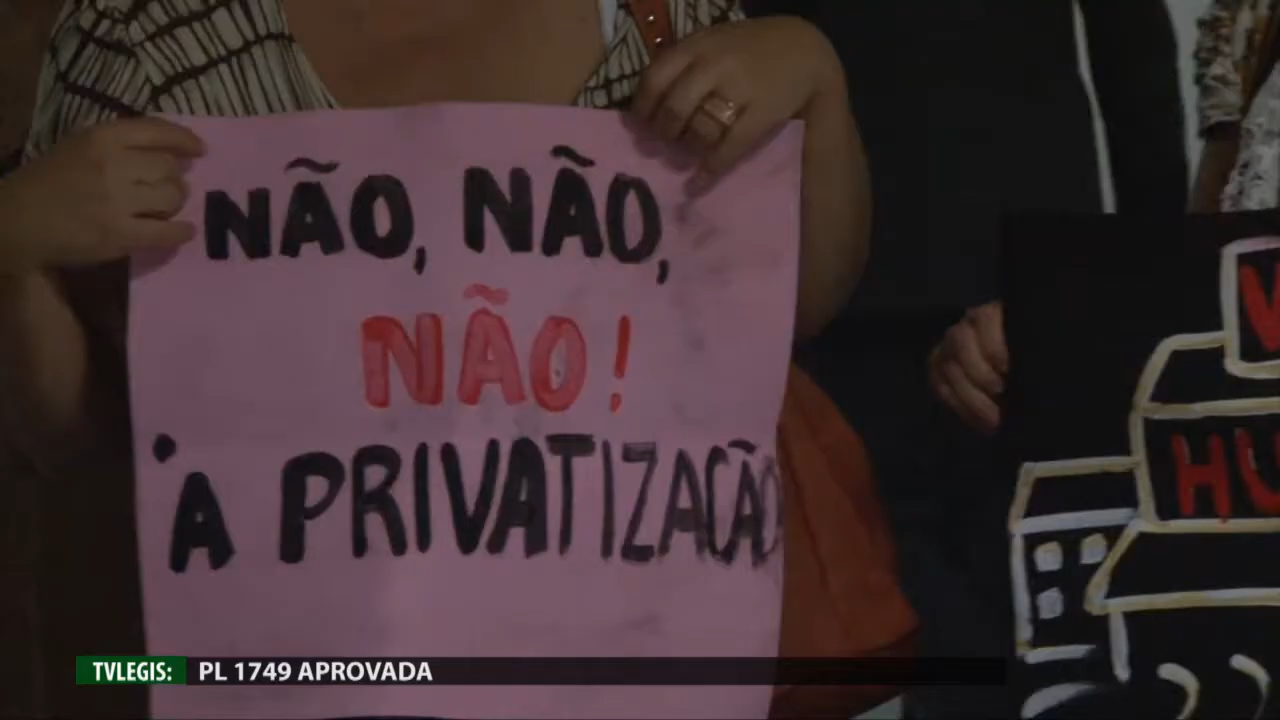 NÃO, NÃO,
NÃO!
À PRIVATIZAÇÃO
TVLEGIS: PL 1749 APROVADA